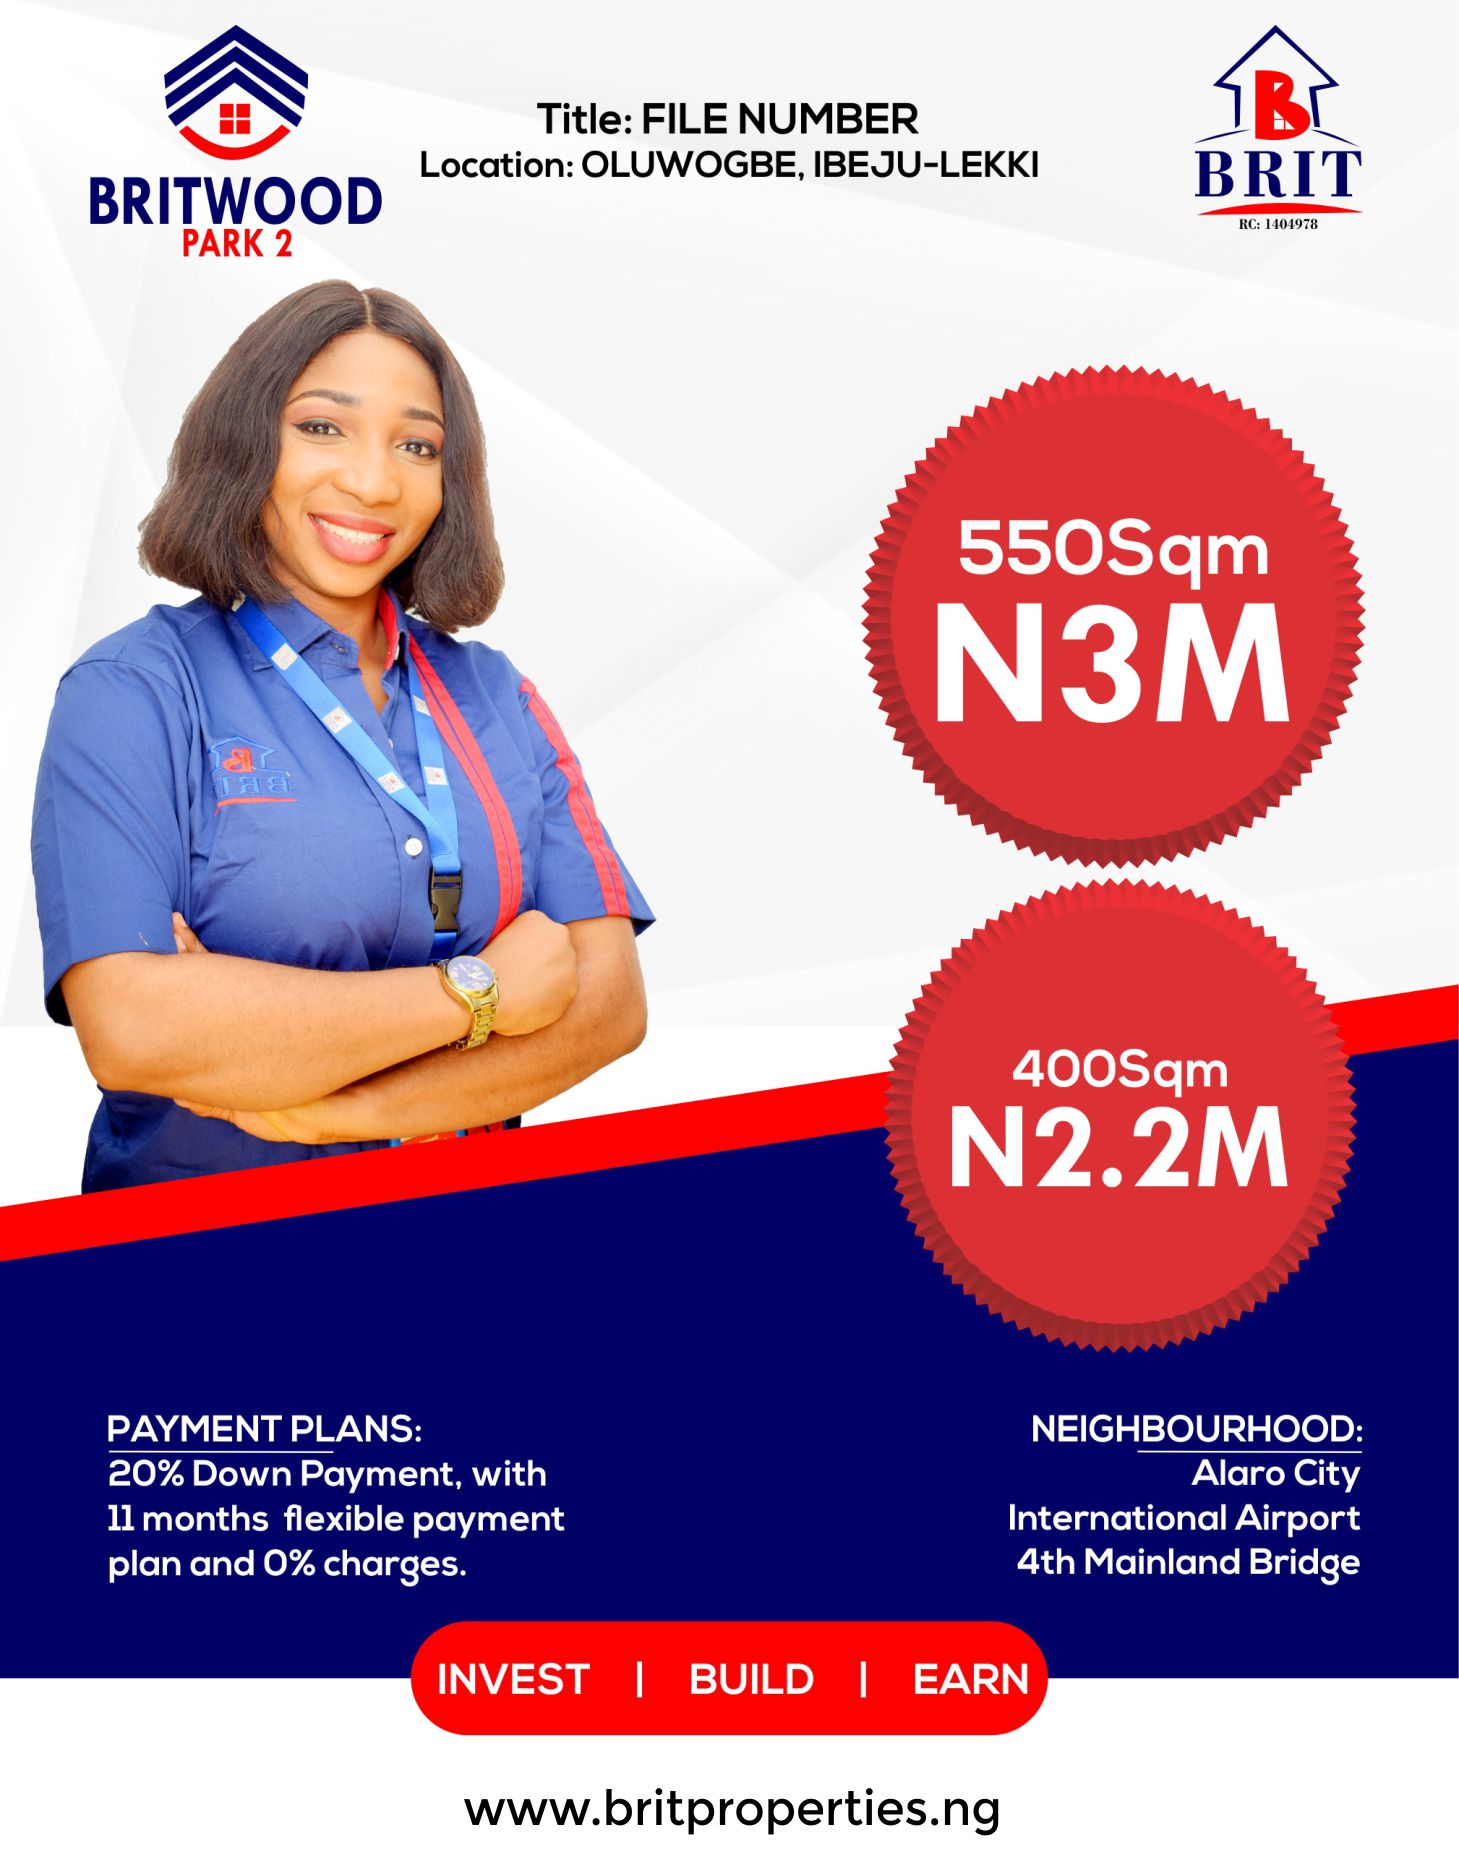 BRITWOOD
PARK 2
Title: FILE NUMBER
Location: OLUWOGBE, IBEJU-LEKKI
B
BRIT
RC: 1404978
BRIT
550Sqm
N3M
400Sqm
N2.2M
PAYMENT PLANS:
20% Down Payment, with
11 months flexible payment
plan and 0% charges.
NEIGHBOURHOOD:
Alaro City
International Airport
4th Mainland Bridge
INVEST | BUILD | EARN
www.britproperties.ng